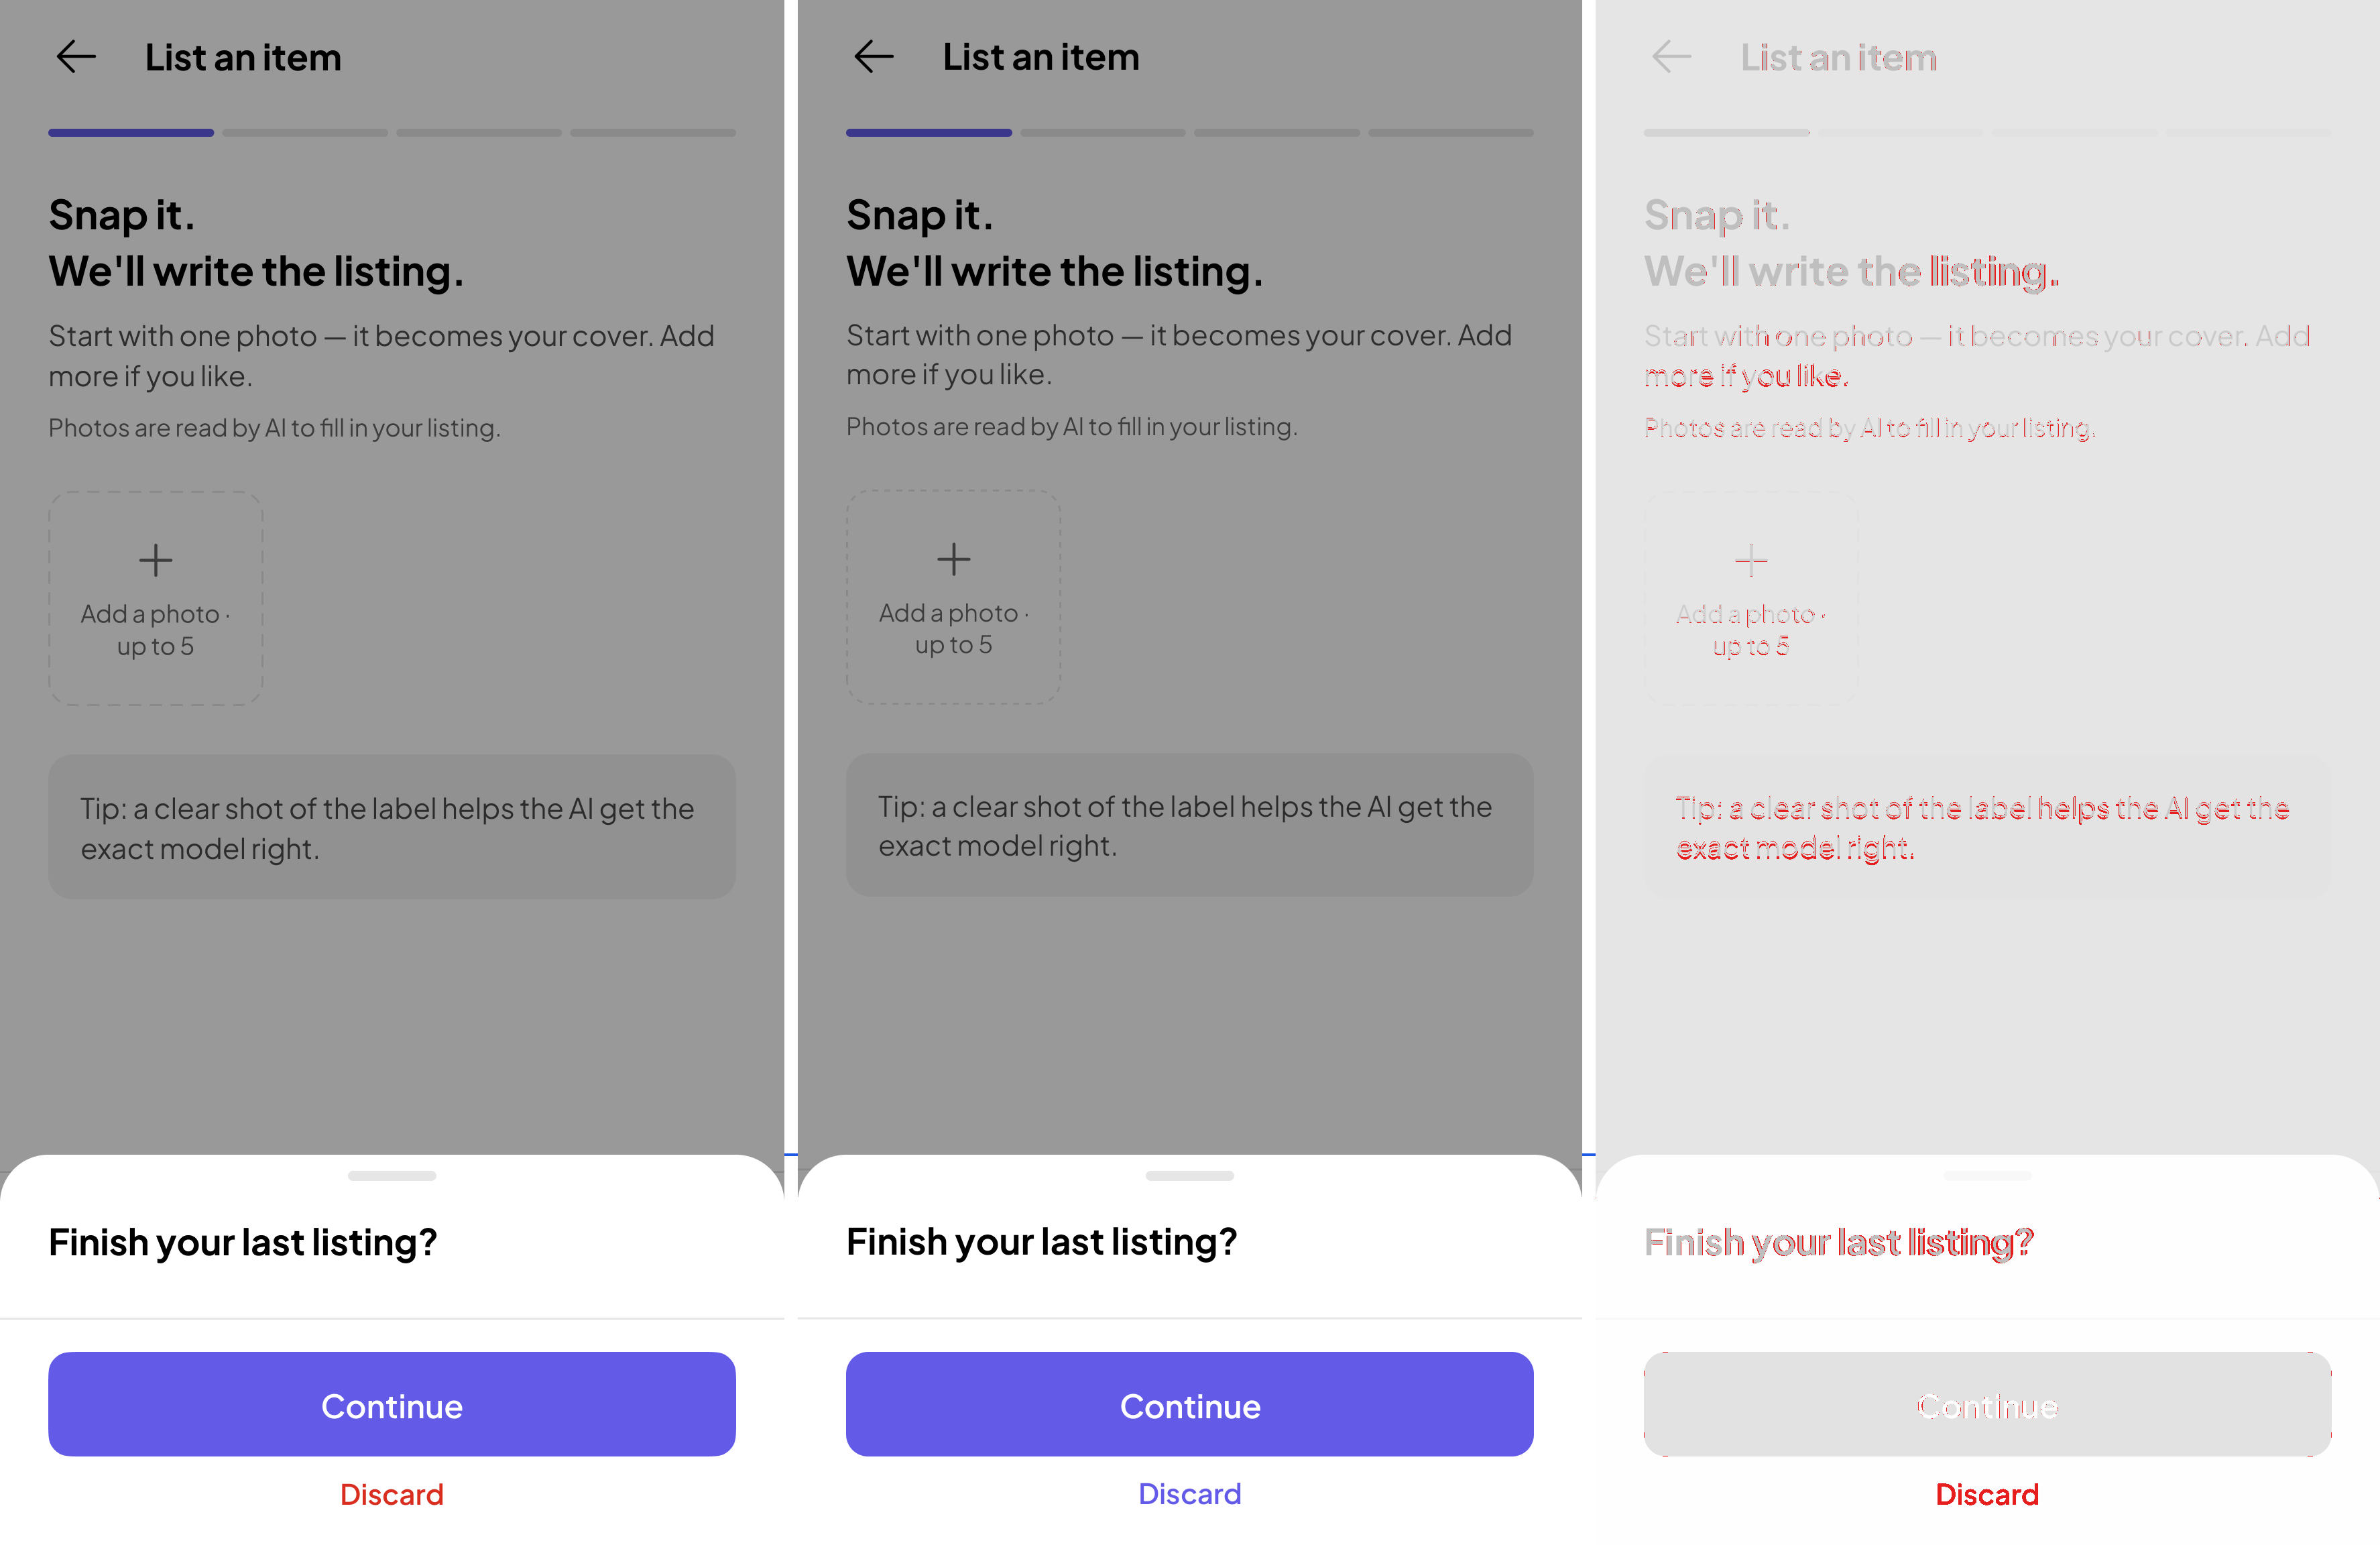 List an item
Snap it.
We'll write the listing.
Start with one photo — it becomes your cover. Add
more if you like.
Photos are read by AI to fill in your listing.
Add a photo ·
up to 5
Tip: a clear shot of the label helps the AI get the
exact model right.
Finish your last listing?
Continue
Discard
List an item
Snap it.
We'll write the listing.
Start with one photo — it becomes your cover. Add
more if you like.
Photos are read by AI to fill in your listing.
Add a photo ·
up to 5
Tip: a clear shot of the label helps the AI get the
exact model right.
Finish your last listing?
Continue
Discard
List an item
Snap it.
We'll write the listing.
Start with one photo — it becomes your cover. Add
more if you like.
Photos are read by AI to fill in your listing.
Add a photo ·
up to 5
Tip: a clear shot of the label helps the AI get the
exact model right.
Finish your last listing?
Continue
Discard